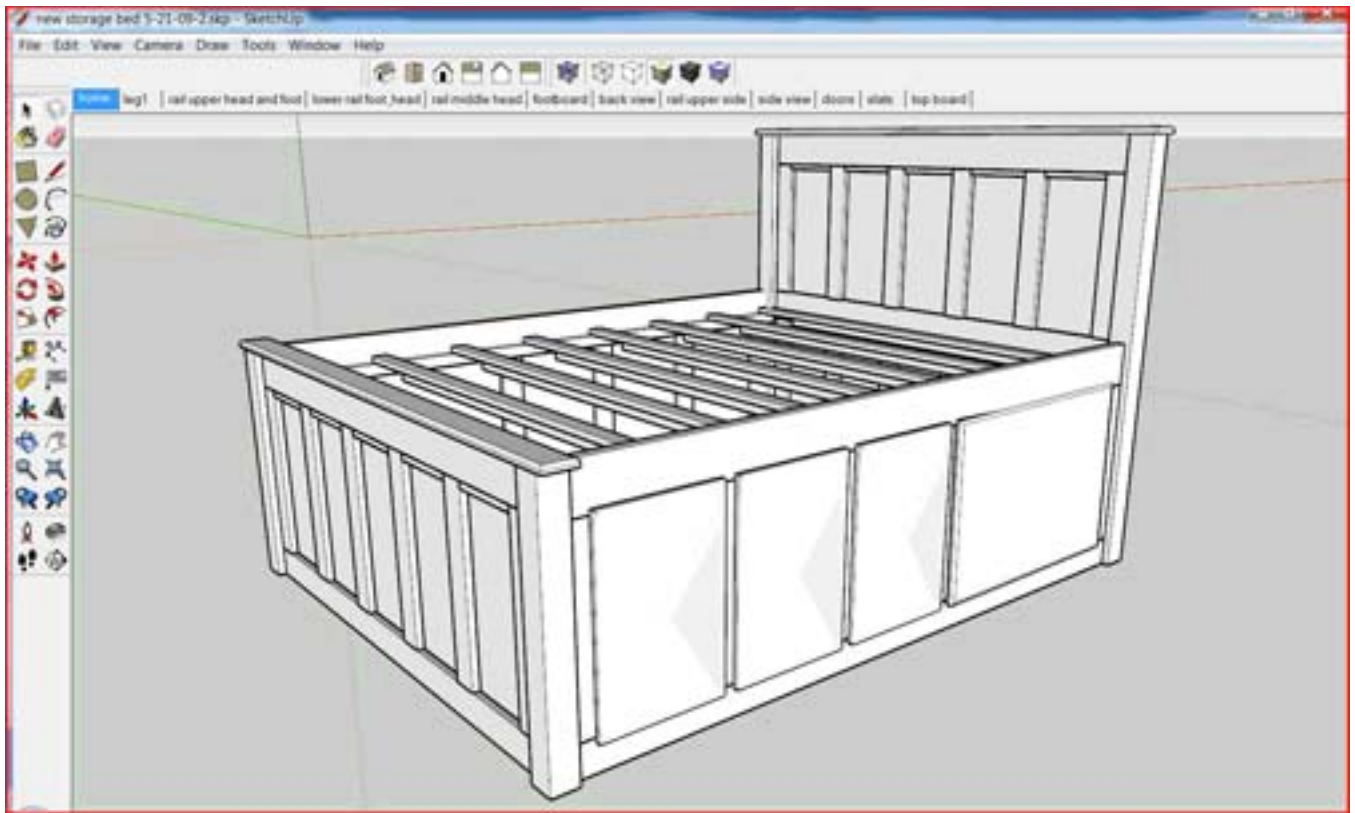 new storage bed 5-21-09-2.skp - SketchUp
File Edit View Camera Draw Tools Window Help
home leg1 rail upper head and foot lower rail foot_head rail middle head footboard back view rail upper side side view doors slats top board